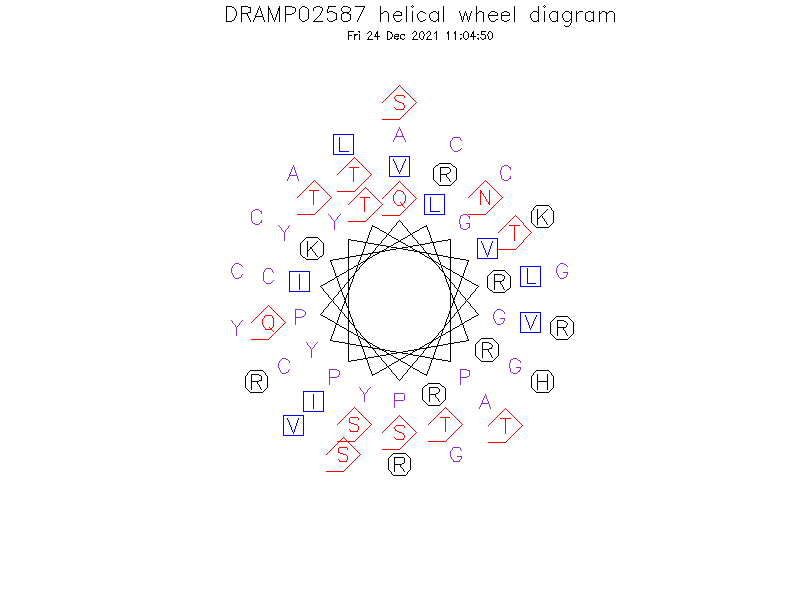 DRAMP02587 helical wheel diagram
Fri 24 Dec 2021 11:04:50
S
A
L C
T V R
A C
T T Q L N
Y G T K
C Y
K V
C C I R L G
Y Q P G V R
Y R
C G
R P P H
I Y P R A
V S S T T
S R G